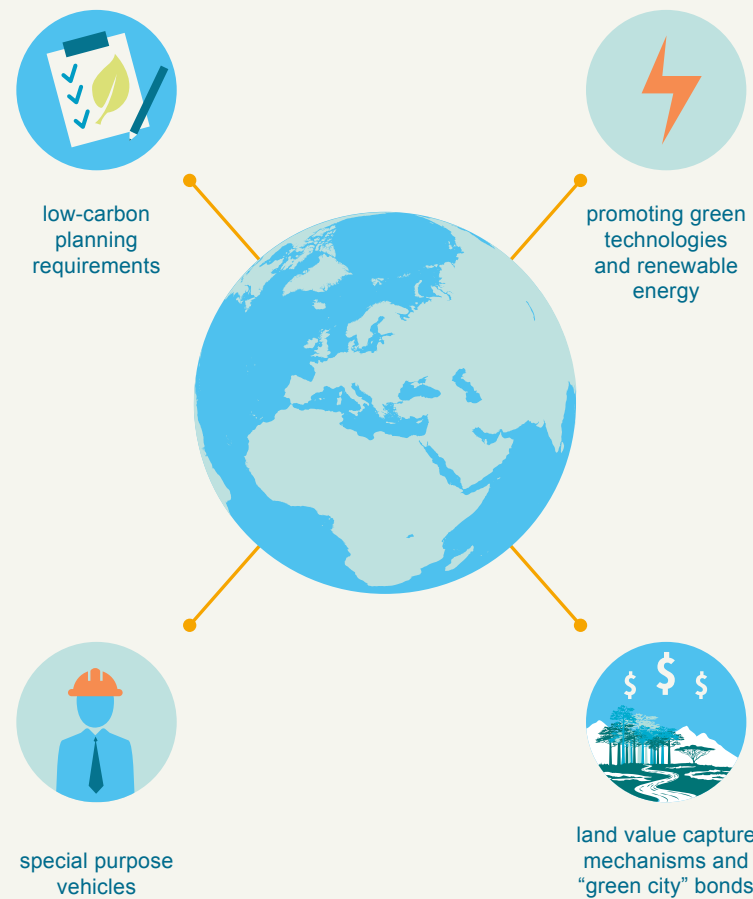 low-carbon
planning
requirements
promoting green
technologies
and renewable
energy
$ $ $
special purpose
vehicles
land value capture
mechanisms and
“green city” bonds